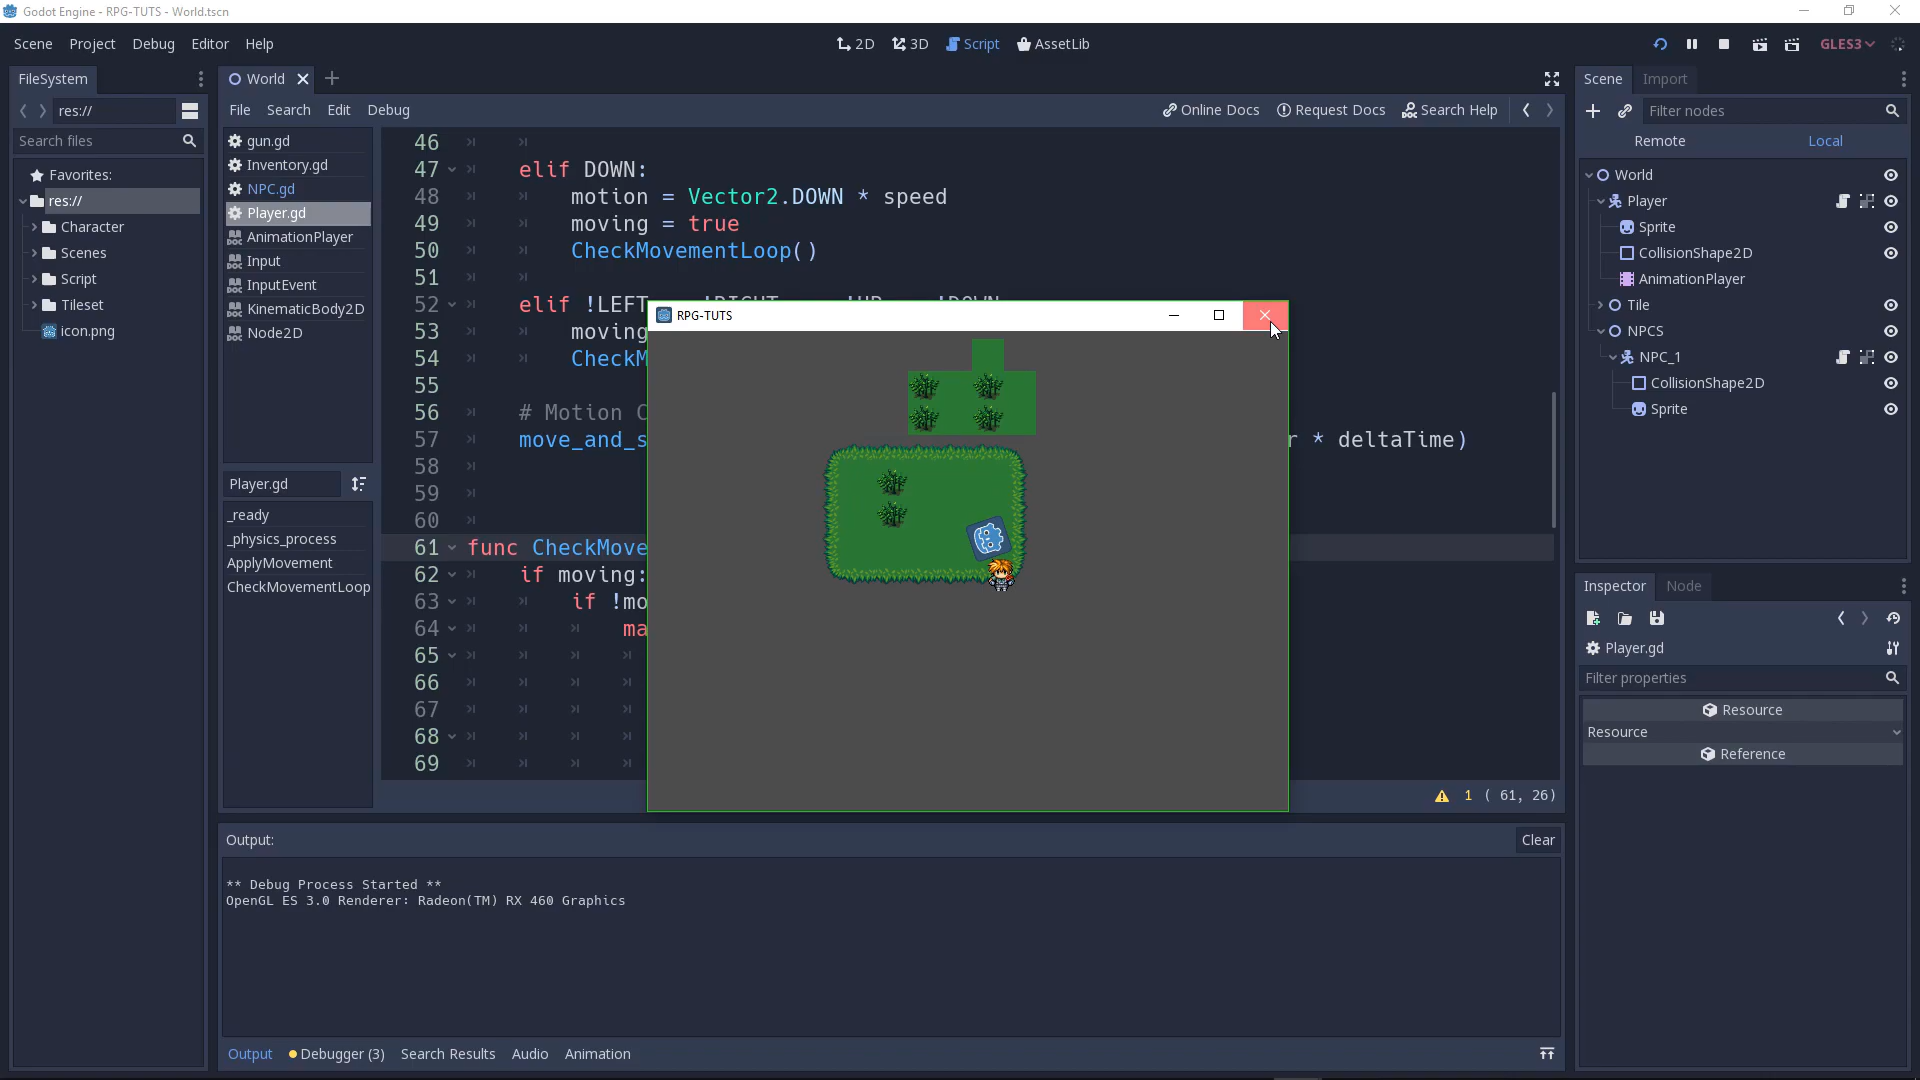 Godot Engine - RPG-TUTS - World.tscn
Scene Project Debug Editor Help
2D 3D Script AssetLib
GLES3
FileSystem
res://
Search files
Favorites:
res://
Character
Scenes
Script
Tileset
icon.png
World
File Search Edit Debug
Online Docs Request Docs Search Help
gun.gd
Inventory.gd
NPC.gd
Player.gd
AnimationPlayer
Input
InputEvent
KinematicBody2D
Node2D
Player.gd
_ready
_physics_process
ApplyMovement
CheckMovementLoop
46
47 elif DOWN:
48 motion = Vector2.DOWN * speed
49 moving = true
50 CheckMovementLoop()
51
52 elif !LEFT
53 moving
54 CheckM
55
56 # Motion C
57 move_and_s r * deltaTime)
58
59
60
61 func CheckMove
62 if moving:
63 if !mo
64 ma
65
66
67
68
69
RPG-TUTS
1 ( 61, 26)
Output:
Clear
** Debug Process Started **
OpenGL ES 3.0 Renderer: Radeon(TM) RX 460 Graphics
Output Debugger (3) Search Results Audio Animation
Scene Import
Filter nodes
Remote Local
World
Player
Sprite
CollisionShape2D
AnimationPlayer
Tile
NPCS
NPC_1
CollisionShape2D
Sprite
Inspector Node
Player.gd
Filter properties
Resource
Resource
Reference